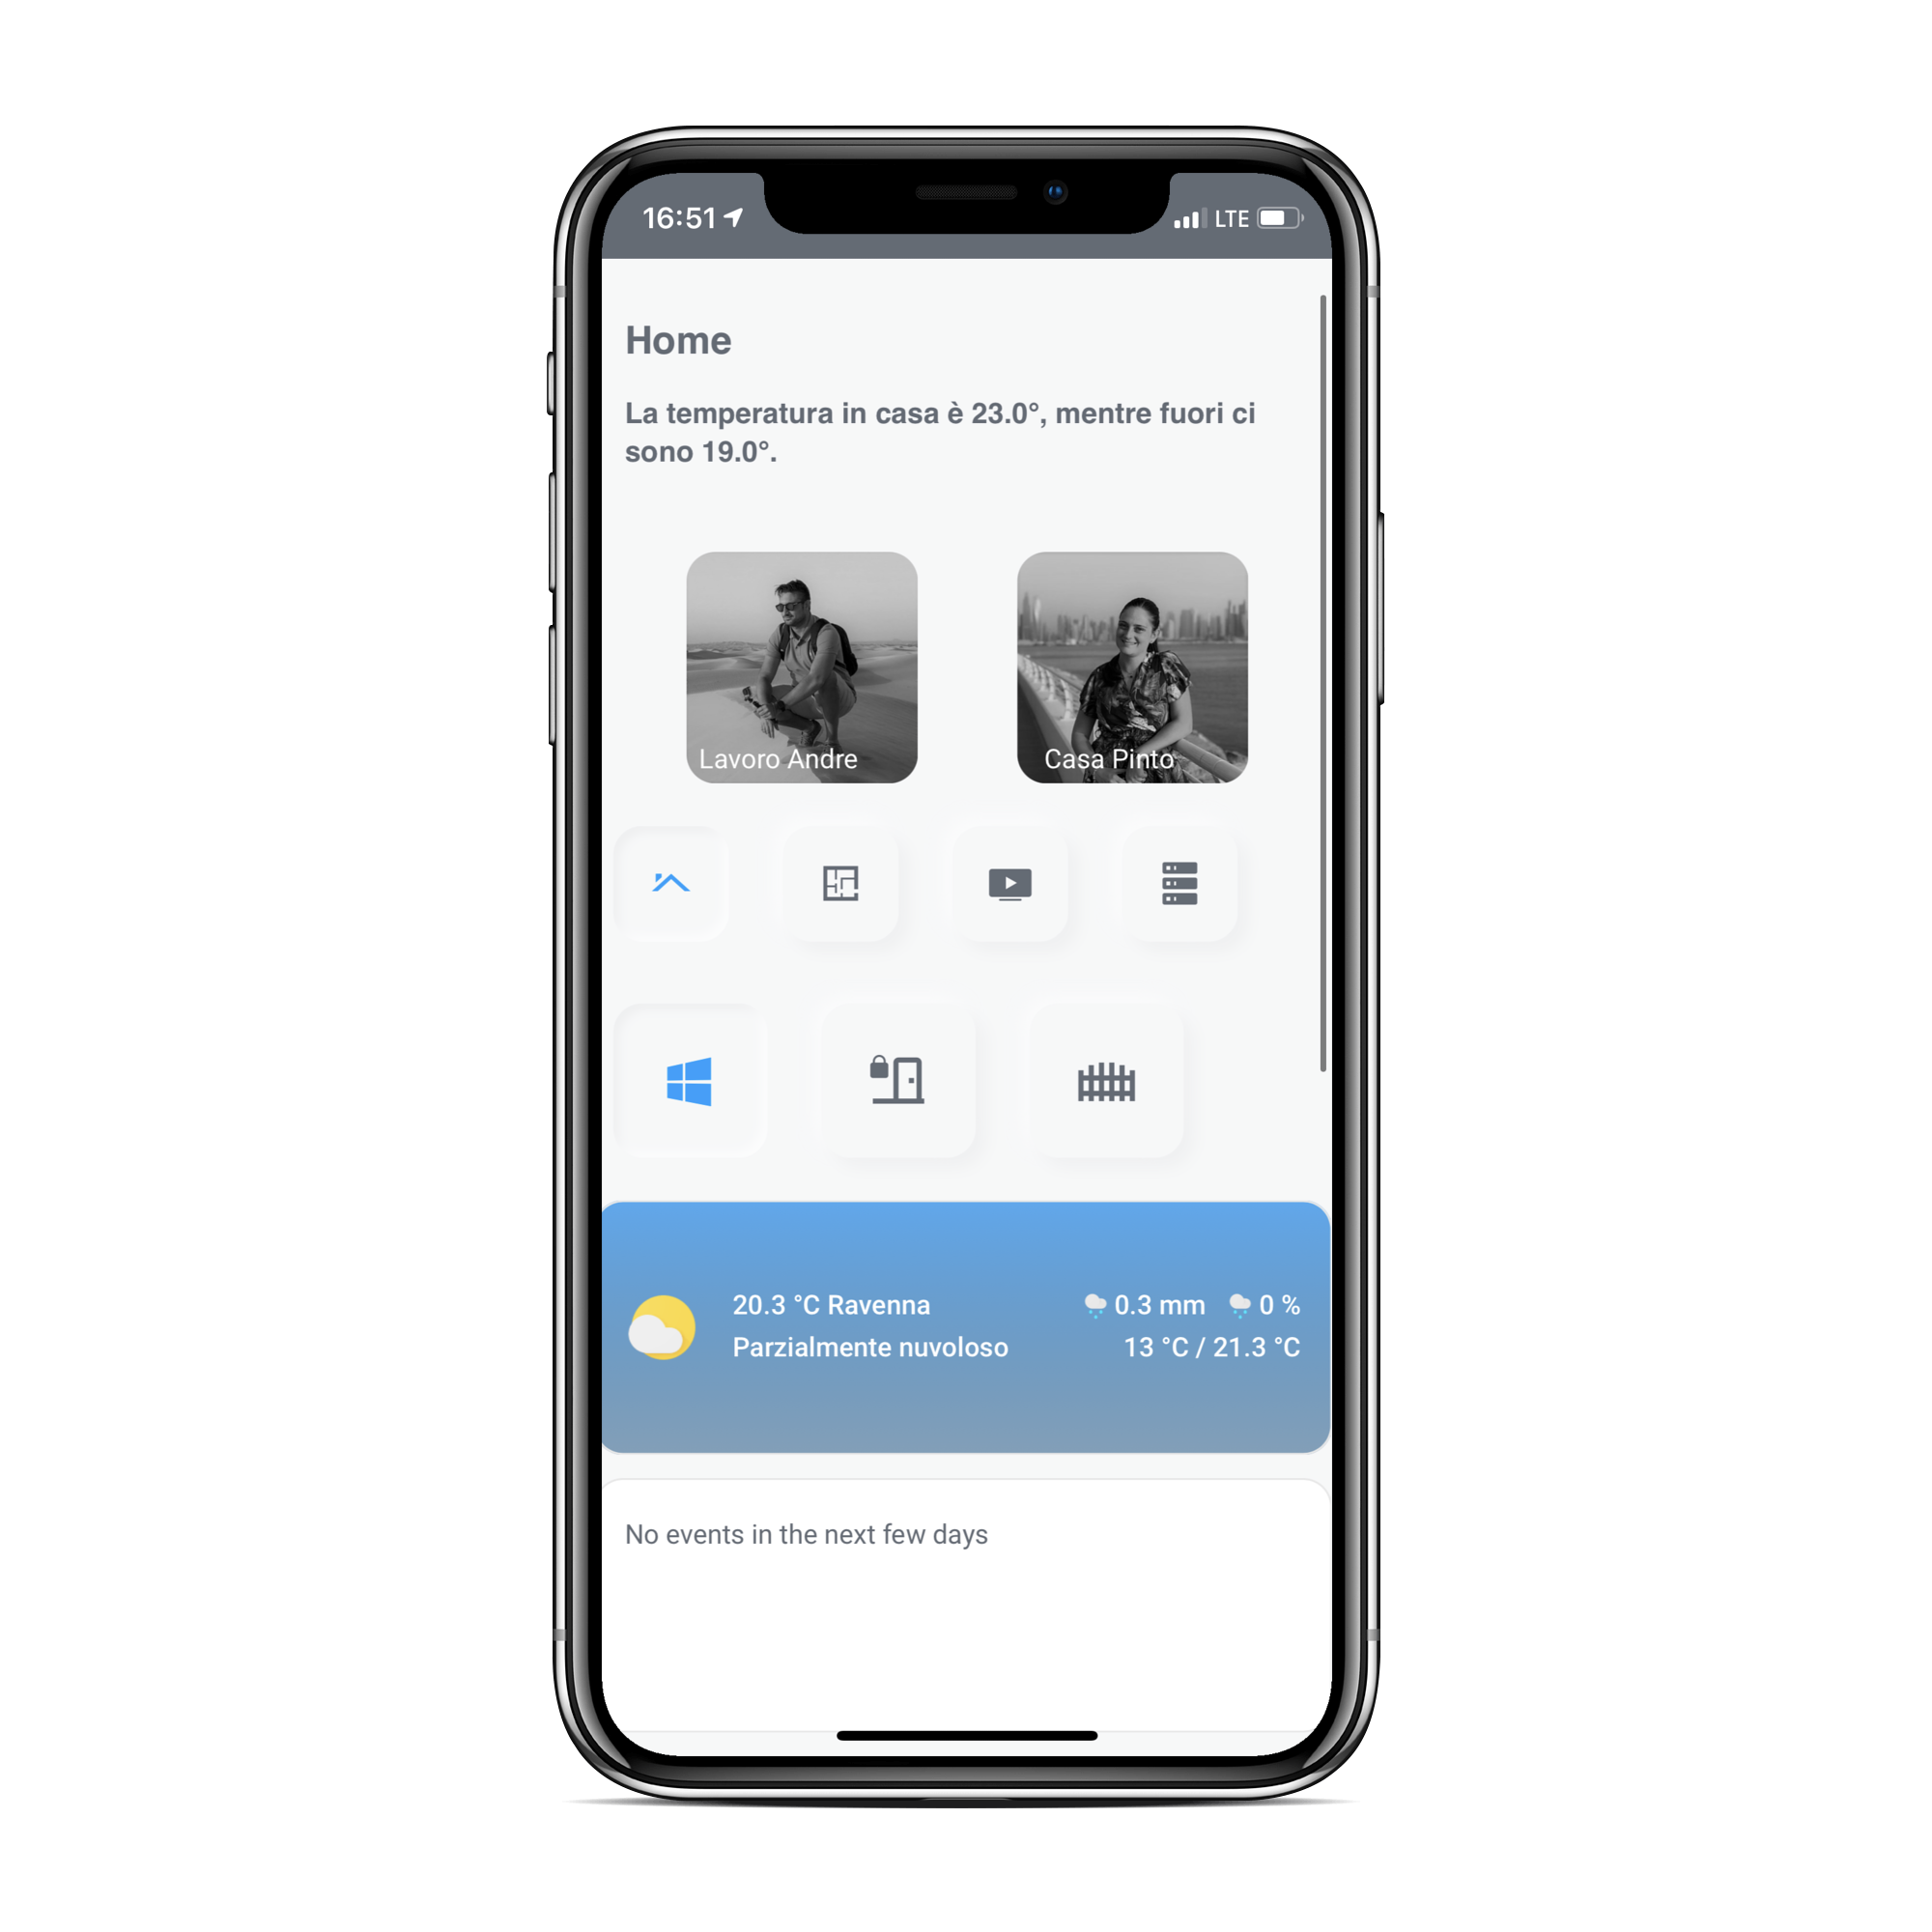 16:51
LTE
Home
La temperatura in casa è 23.0°, mentre fuori ci
sono 19.0°.
Lavoro Andre
Casa Pinto
20.3 °C Ravenna
0.3 mm 0 %
Parzialmente nuvoloso
13 °C / 21.3 °C
No events in the next few days